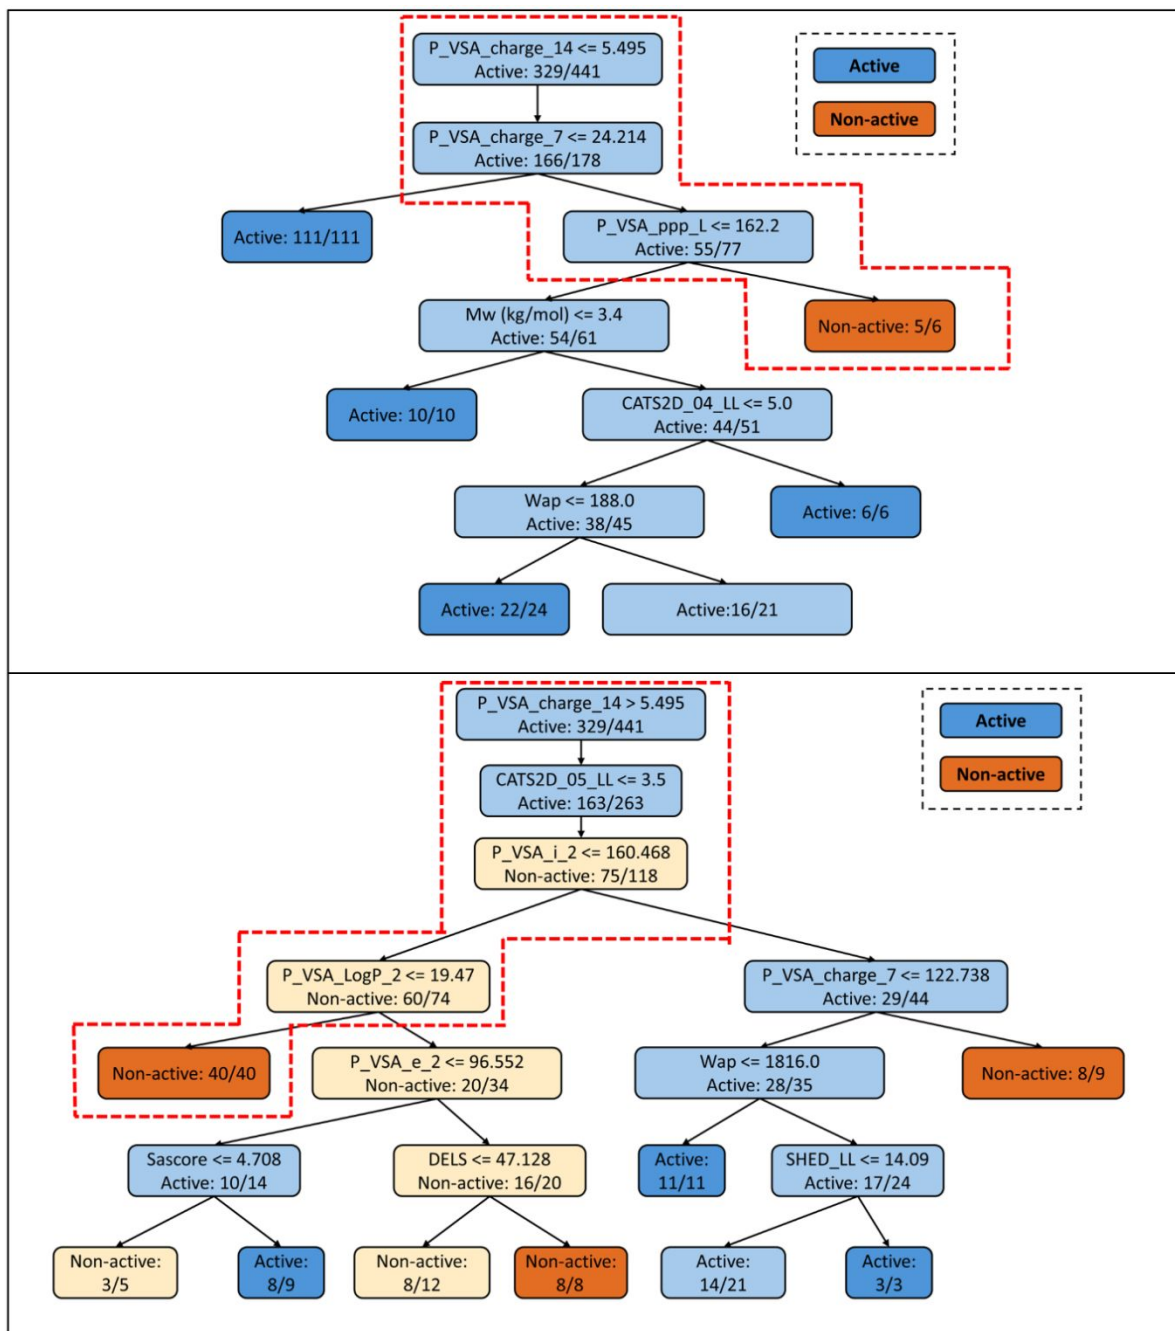 P_VSA_charge_14 <= 5.495
Active: 329/441
Active
Non-active
P_VSA_charge_7 <= 24.214
Active: 166/178
Active: 111/111
P_VSA_ppp_L <= 162.2
Active: 55/77
Mw (kg/mol) <= 3.4
Active: 54/61
Non-active: 5/6
Active: 10/10
CATS2D_04_LL <= 5.0
Active: 44/51
Wap <= 188.0
Active: 38/45
Active: 6/6
Active: 22/24
Active:16/21
P_VSA_charge_14 > 5.495
Active: 329/441
Active
Non-active
CATS2D_05_LL <= 3.5
Active: 163/263
P_VSA_i_2 <= 160.468
Non-active: 75/118
P_VSA_LogP_2 <= 19.47
Non-active: 60/74
P_VSA_charge_7 <= 122.738
Active: 29/44
Non-active: 40/40
P_VSA_e_2 <= 96.552
Non-active: 20/34
Wap <= 1816.0
Active: 28/35
Non-active: 8/9
Sascore <= 4.708
Active: 10/14
DELS <= 47.128
Non-active: 16/20
Active:
11/11
SHED_LL <= 14.09
Active: 17/24
Non-active:
3/5
Active:
8/9
Non-active:
8/12
Non-active:
8/8
Active:
14/21
Active:
3/3